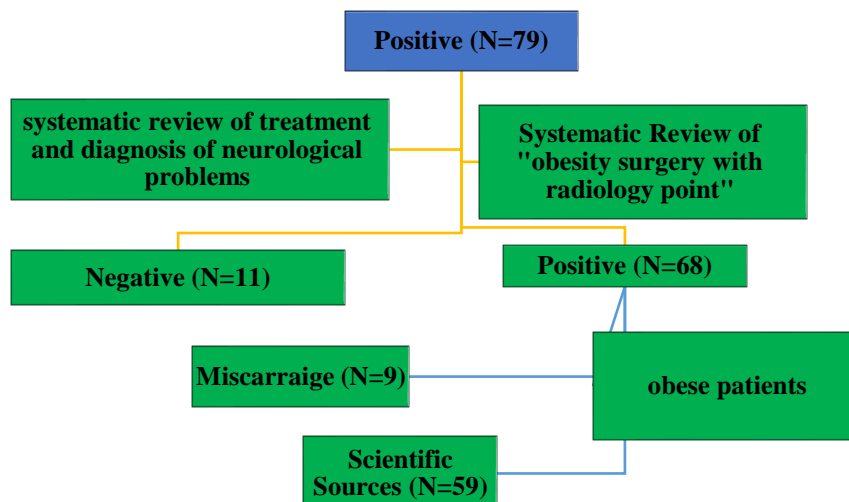 Positive (N=79)
systematic review of treatment
and diagnosis of neurological
problems
Systematic Review of
"obesity surgery with
radiology point"
Negative (N=11)
Positive (N=68)
Miscarraige (N=9)
obese patients
Scientific
Sources (N=59)